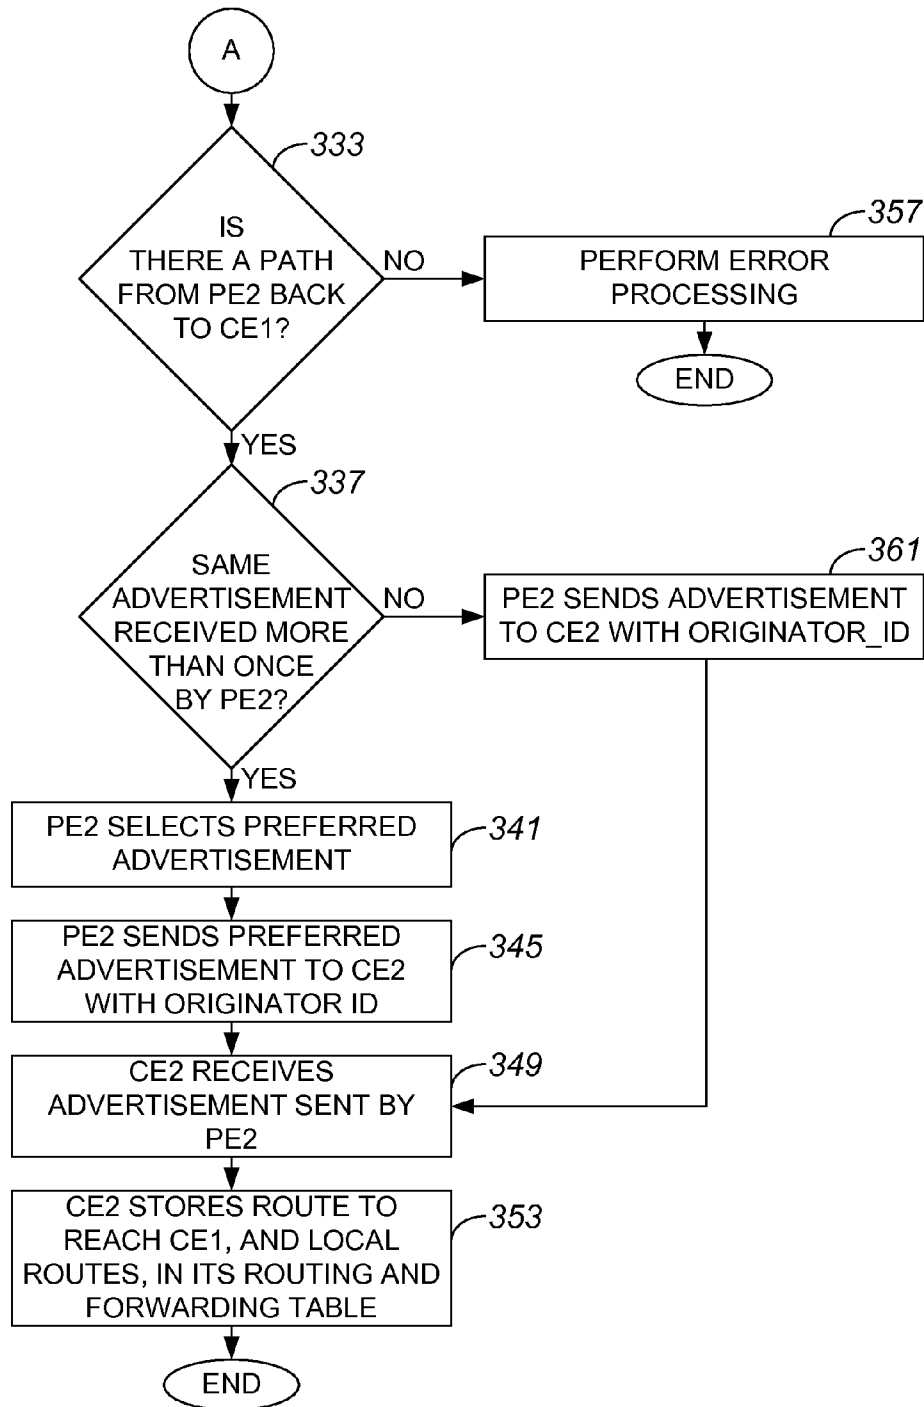 A
333
IS
THERE A PATH
FROM PE2 BACK
TO CE1?
NO
357
PERFORM ERROR
PROCESSING
END
YES
337
SAME
ADVERTISEMENT
RECEIVED MORE
THAN ONCE
BY PE2?
NO
361
PE2 SENDS ADVERTISEMENT
TO CE2 WITH ORIGINATOR_ID
YES
PE2 SELECTS PREFERRED
ADVERTISEMENT
341
PE2 SENDS PREFERRED
ADVERTISEMENT TO CE2
WITH ORIGINATOR ID
345
CE2 RECEIVES
ADVERTISEMENT SENT BY
PE2
349
CE2 STORES ROUTE TO
REACH CE1, AND LOCAL
ROUTES, IN ITS ROUTING AND
FORWARDING TABLE
353
END